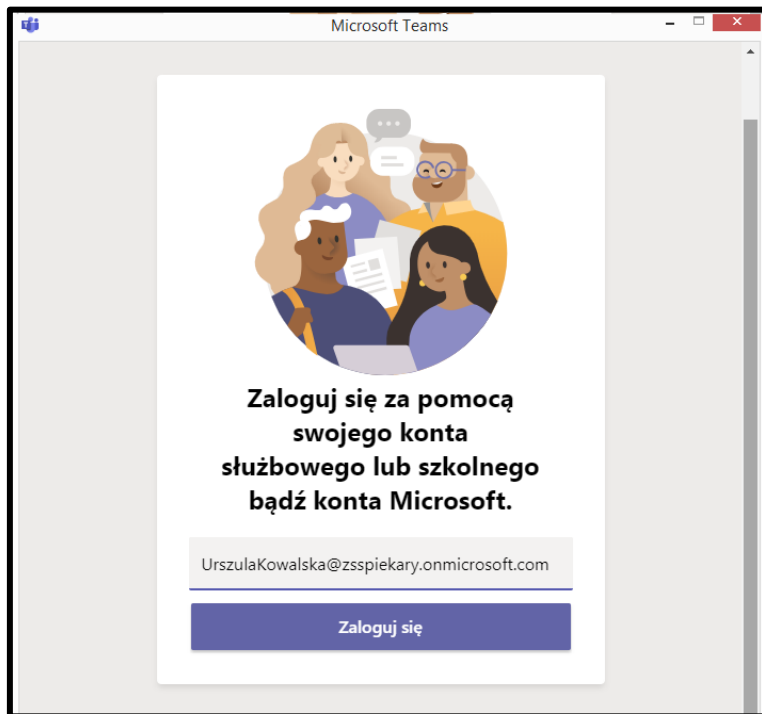 Microsoft Teams
Zaloguj się za pomocą
swojego konta
służbowego lub szkolnego
bądź konta Microsoft.
UrszulaKowalska@zsspiekary.onmicrosoft.com
Zaloguj się